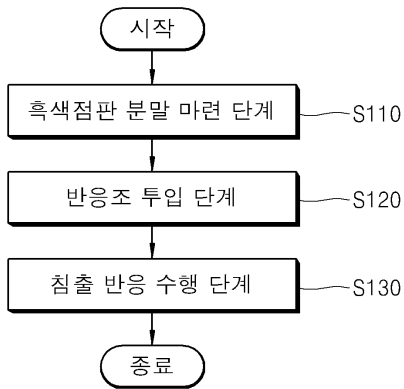 시작
흑색점판 분말 마련 단계 S110
반응조 투입 단계 S120
침출 반응 수행 단계 S130
종료